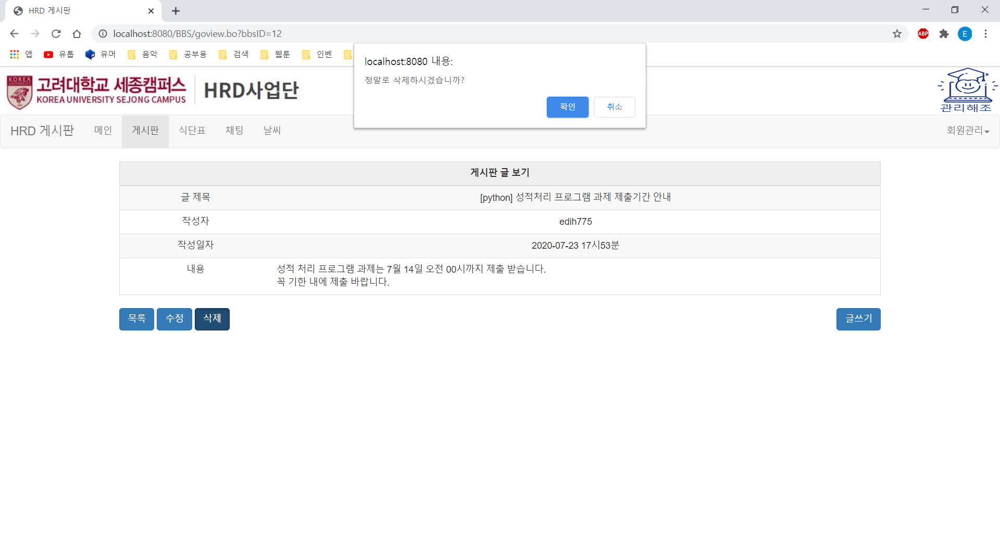 HRD 게시판
localhost:8080/BBS/goview.bo?bbsID=12
ABP
E
앱 유튭 유머 음악 공부용 검색 웹툰 인벤
localhost:8080 내용:
정말로 삭제하시겠습니까?
확인 취소
KOREA
고려대학교 세종캠퍼스
KOREA UNIVERSITY SEJONG CAMPUS
HRD사업단
관리해조
HRD 게시판 메인 게시판 식단표 채팅 날씨 회원관리
게시판 글 보기
글 제목 [python] 성적처리 프로그램 과제 제출기간 안내
작성자 edih775
작성일자 2020-07-23 17시53분
내용 성적 처리 프로그램 과제는 7월 14일 오전 00시까지 제출 받습니다.
꼭 기한 내에 제출 바랍니다.
목록 수정 삭제 글쓰기